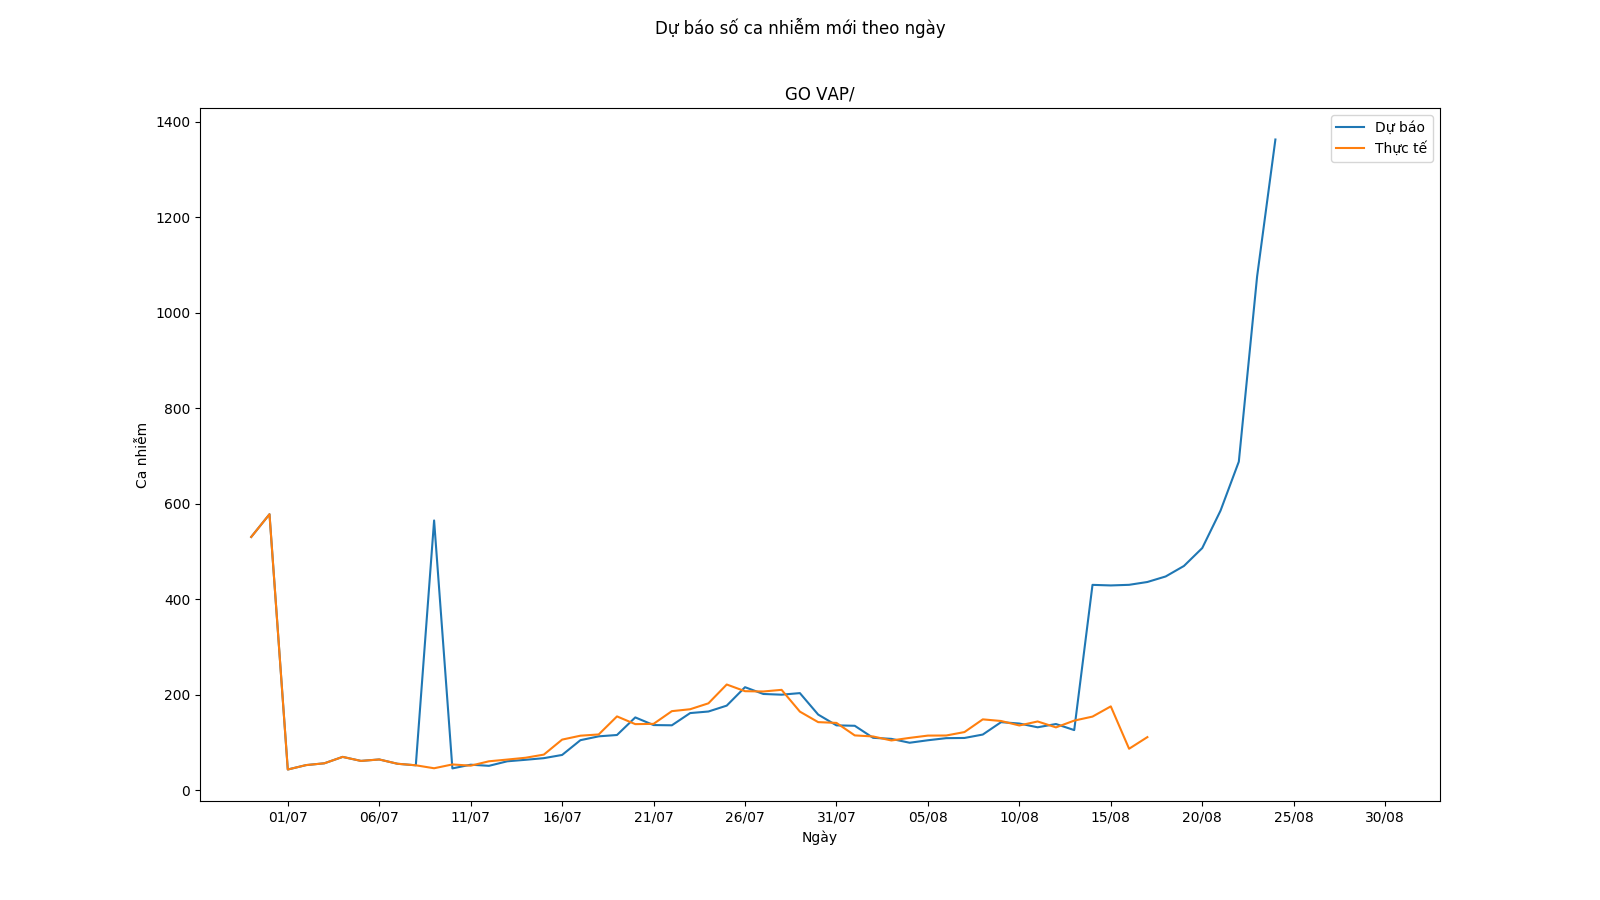 Dự báo số ca nhiễm mới theo ngày
GO VAP/
Dự báo
Thực tế
Ca nhiễm
1400
1200
1000
800
600
400
200
0
01/07 06/07 11/07 16/07 21/07 26/07 31/07 05/08 10/08 15/08 20/08 25/08 30/08
Ngày